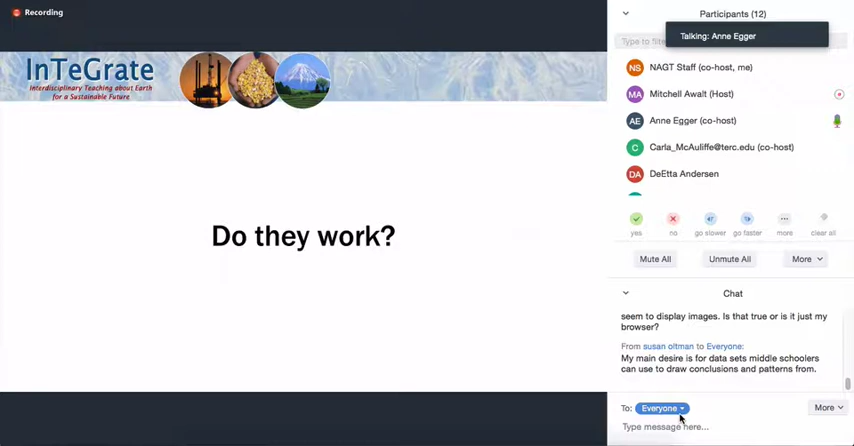 Recording
InTeGrate
Interdisciplinary Teaching about Earth
for a Sustainable Future
Do they work?
Participants (12)
Talking: Anne Egger
Type to filte
NS NAGT Staff (co-host, me)
MA Mitchell Awalt (Host)
AE Anne Egger (co-host)
C Carla_McAuliffe@terc.edu (co-host)
DA DeEtta Andersen
yes no go slower go faster more clear all
Mute All Unmute All More
Chat
seem to display images. Is that true or is it just my
browser?
From susan oltman to Everyone:
My main desire is for data sets middle schoolers
can use to draw conclusions and patterns from.
To: Everyone More
Type message here...